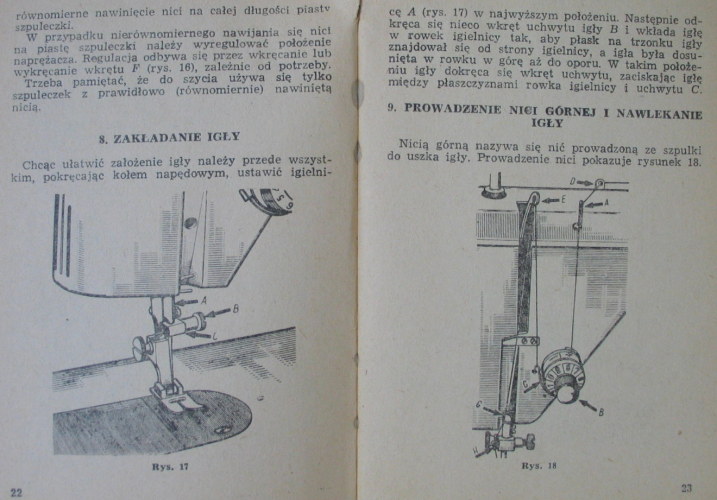 równomierne nawinięcie nici na całej długości piasty
szpuleczki.
W przypadku nierównomiernego nawijania się nici
na piastę szpuleczki należy wyregulować położenie
naprężacza. Regulacja odbywa się przez wkręcanie lub
wykręcanie wkrętu F (rys. 16), zależnie od potrzeby.
Trzeba pamiętać, że do szycia używa się tylko
szpuleczek z prawidłowo (równomiernie) nawiniętą
nicią.
8. ZAKŁADANIE IGŁY
Chcąc ułatwić założenie igły należy przede wszyst-
kim, pokręcając kołem napędowym, ustawić igielni-
A
B
C
Rys. 17
22
cę A (rys. 17) w najwyższym położeniu. Następnie od-
kręca się nieco wkręt uchwytu igły B i wkłada igłę
w rowek igielnicy tak, aby płask na trzonku igły
znajdował się od strony igielnicy, a igła była dosu-
nięta w rowku w górę aż do oporu. W takim położe-
niu igły dokręca się wkręt uchwytu, zaciskając igłę
między płaszczyznami rowka igielnicy i uchwytu C.
9. PROWADZENIE NICI GÓRNEJ I NAWLEKANIE
IGŁY
Nicią górną nazywa się nić prowadzoną ze szpulki
do uszka igły. Prowadzenie nici pokazuje rysunek 18.
D
E
A
C
B
G
H
Rys. 18
23